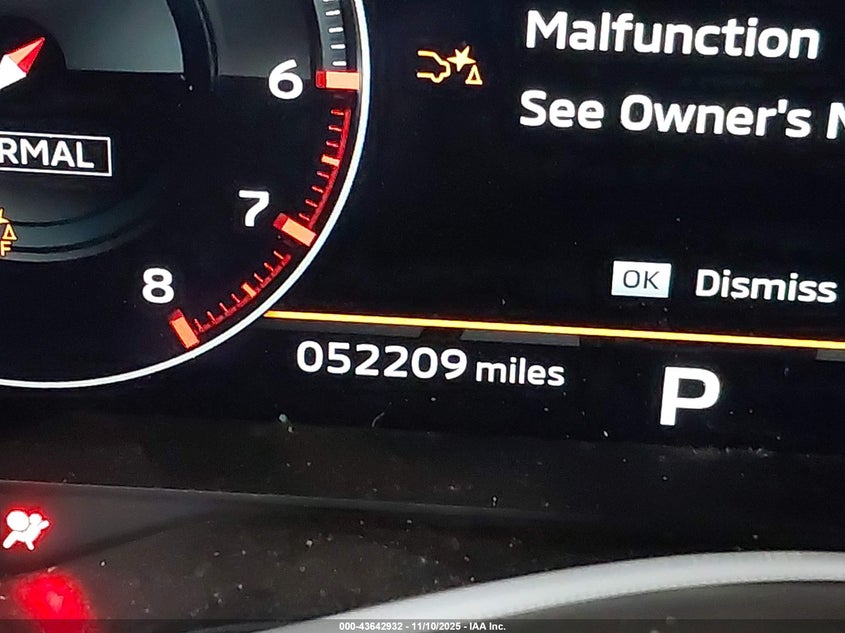 Malfunction
6
See Owner's
RMAL
7
F
8
OK Dismiss
052209 miles
P
000-43642932 - 11/10/2025 - IAA Inc.